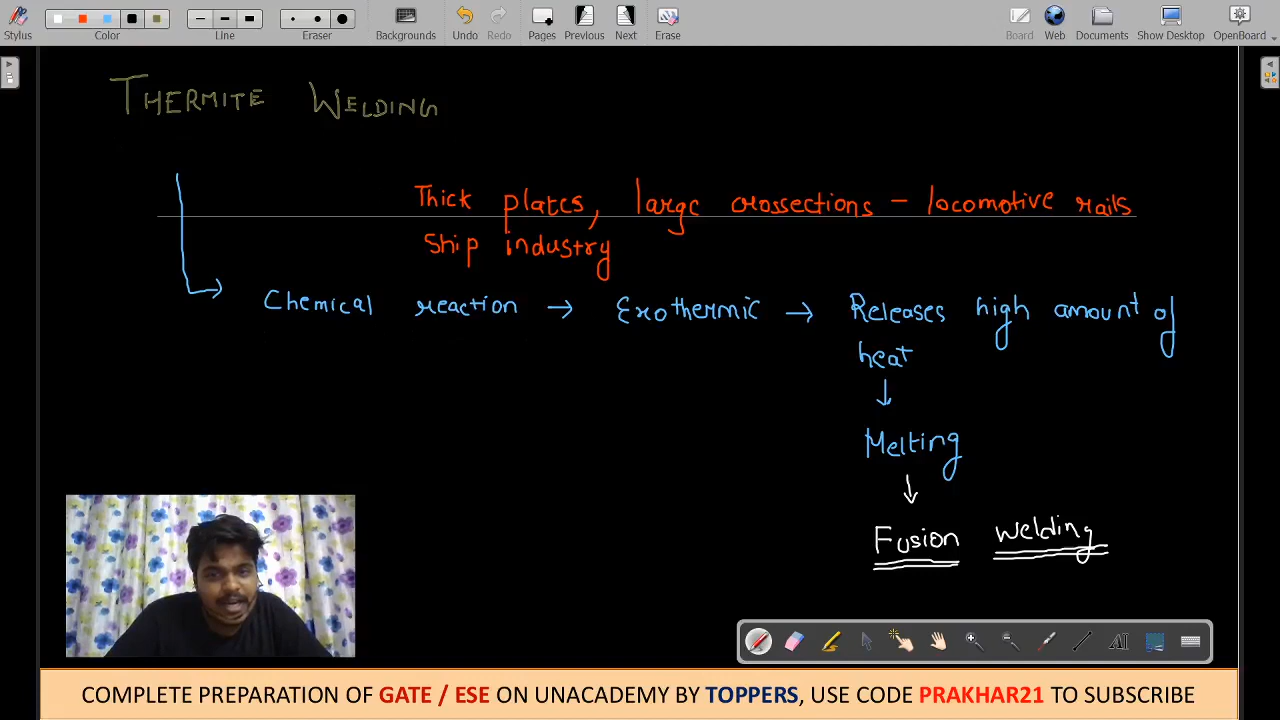 Stylus
Color
Line
Eraser
Backgrounds
Undo
Redo
Pages
Previous
Next
Erase
Board
Web
Documents
Show Desktop
OpenBoard
THERMITE WELDING
Thick plates, large crossections - locomotive rails
Ship industry
Chemical reaction → Exothermic → Releases high amount of
heat
↓
Melting
↓
Fusion Welding
AI
COMPLETE PREPARATION OF GATE / ESE ON UNACADEMY BY TOPPERS, USE CODE PRAKHAR21 TO SUBSCRIBE